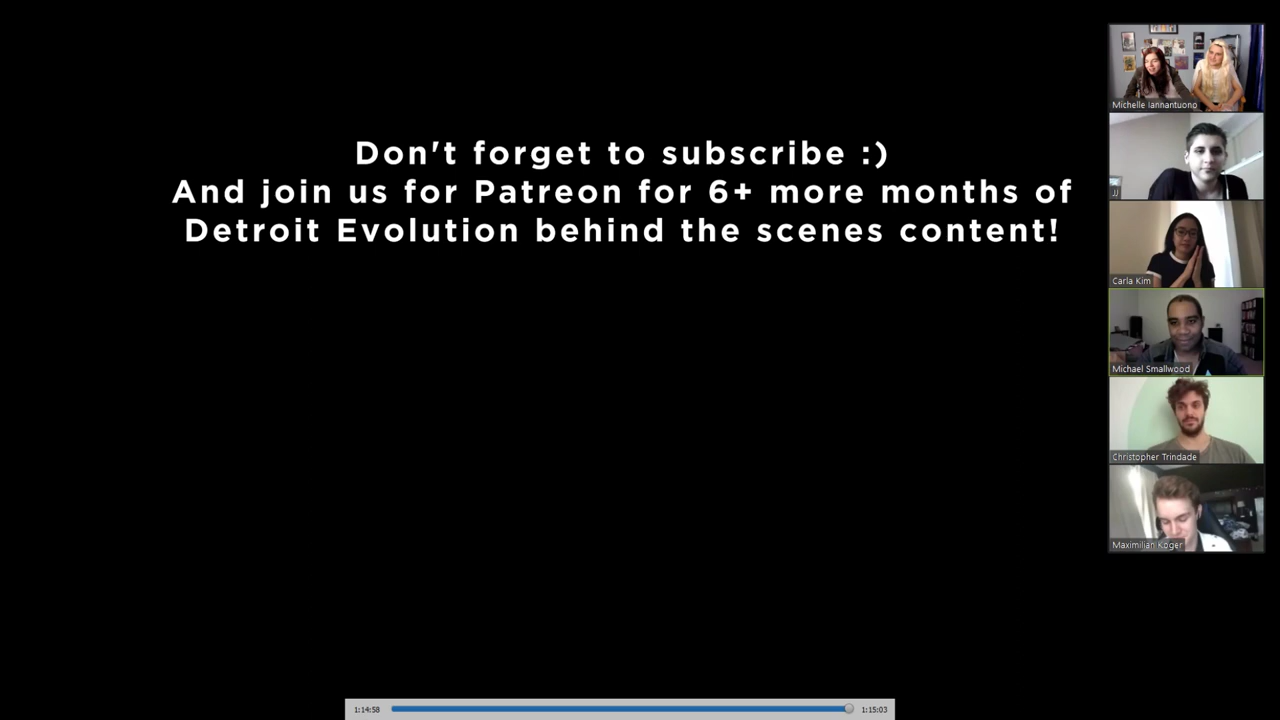 Don't forget to subscribe :)
And join us for Patreon for 6+ more months of
Detroit Evolution behind the scenes content!
Michelle Iannantuono
JJ
Carla Kim
Michael Smallwood
Christopher Trindade
Maximilian Koger
1:14:58
1:15:03